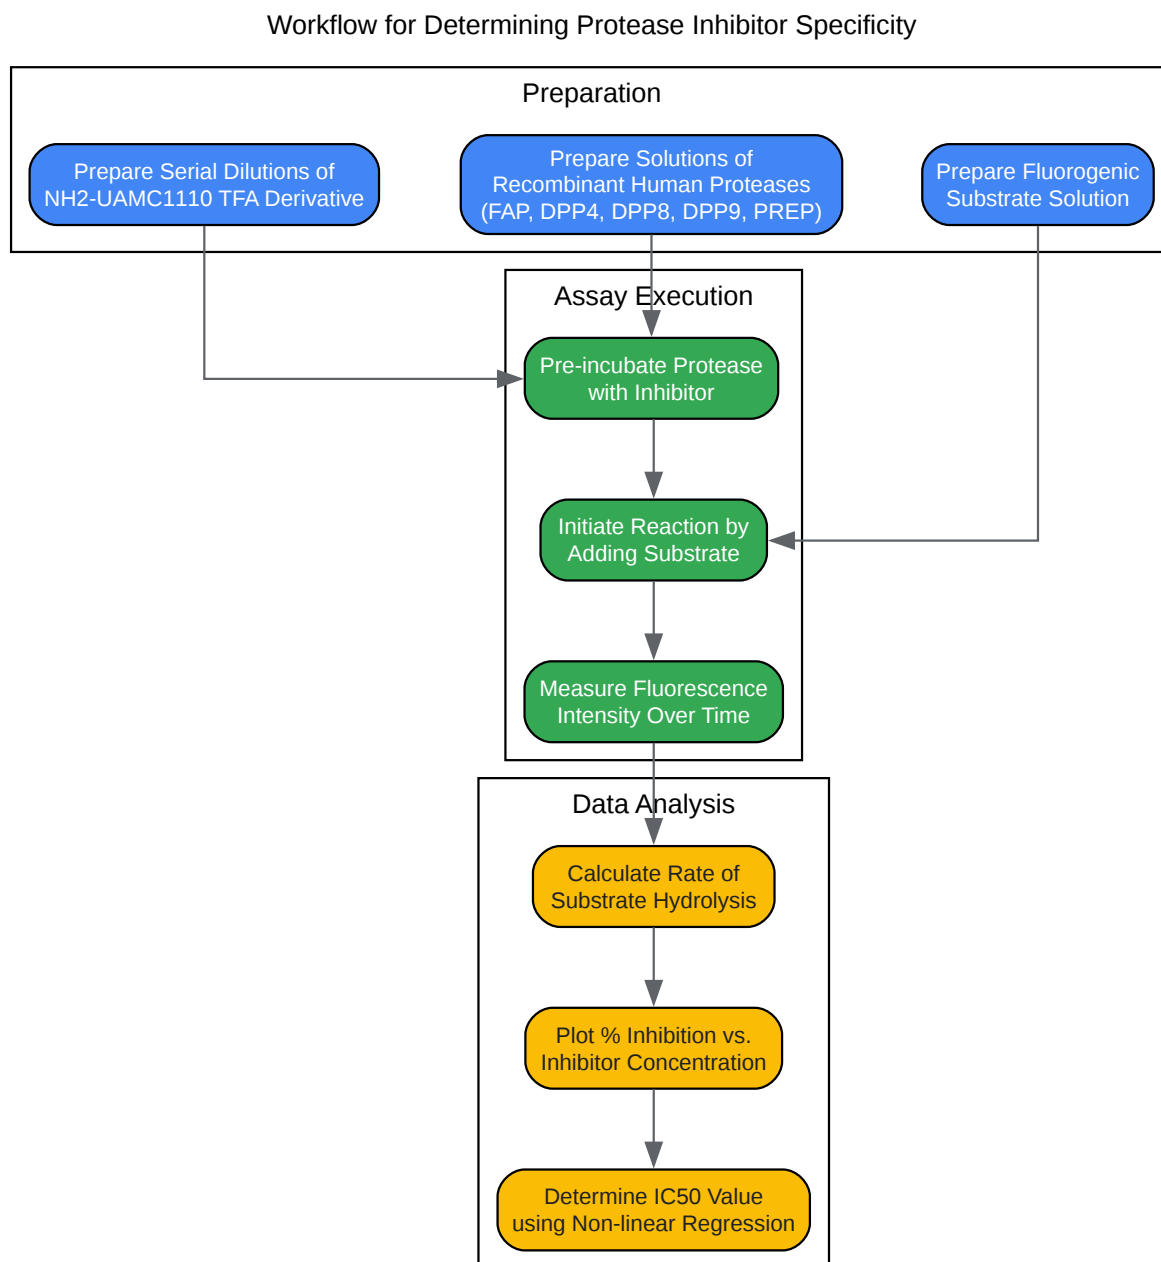 Workflow for Determining Protease Inhibitor Specificity
Preparation
Prepare Serial Dilutions of
NH2-UAMC1110 TFA Derivative
Prepare Solutions of
Recombinant Human Proteases
(FAP, DPP4, DPP8, DPP9, PREP)
Prepare Fluorogenic
Substrate Solution
Assay Execution
Pre-incubate Protease
with Inhibitor
Initiate Reaction by
Adding Substrate
Measure Fluorescence
Intensity Over Time
Data Analysis
Calculate Rate of
Substrate Hydrolysis
Plot % Inhibition vs.
Inhibitor Concentration
Determine IC50 Value
using Non-linear Regression